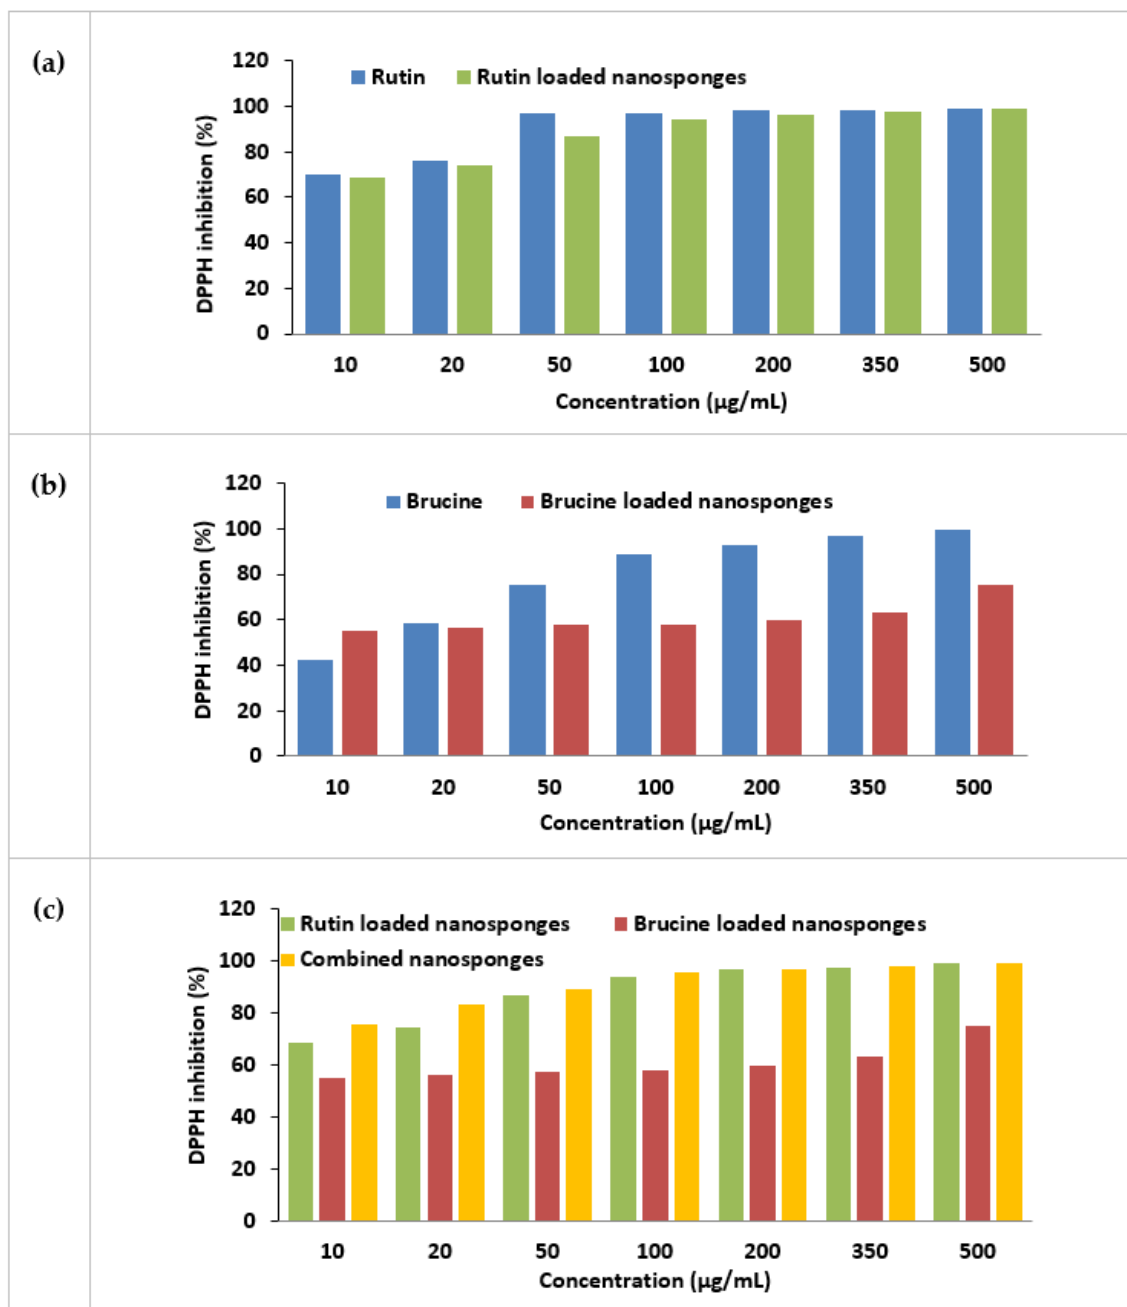 (a)
120
100
80
60
40
20
0
DPPH inhibition (%)
Rutin
Rutin loaded nanosponges
10 20 50 100 200 350 500
Concentration (µg/mL)
(b)
120
100
80
60
40
20
0
DPPH inhibition (%)
Brucine
Brucine loaded nanosponges
10 20 50 100 200 350 500
Concentration (µg/mL)
(c)
120
100
80
60
40
20
0
DPPH inhibition (%)
Rutin loaded nanosponges
Brucine loaded nanosponges
Combined nanosponges
10 20 50 100 200 350 500
Concentration (µg/mL)